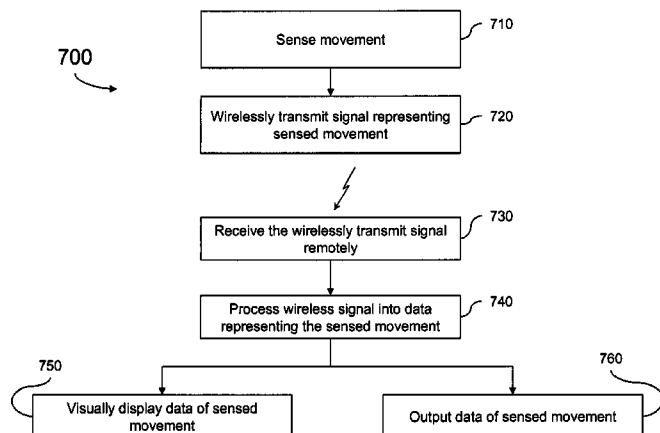 710
Sense movement
700
Wirelessly transmit signal representing
sensed movement
720
Receive the wirelessly transmit signal
remotely
730
Process wireless signal into data
representing the sensed movement
740
750
760
Visually display data of sensed
movement
Output data of sensed movement